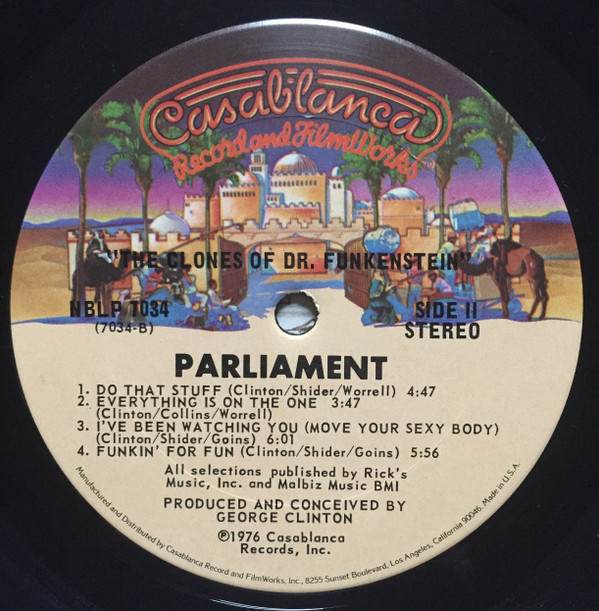 Casablanca
Record and FilmWorks
"THE CLONES OF DR. FUNKENSTEIN"
NBLP 7034
(7034-B)
SIDE II
STEREO
PARLIAMENT
1. DO THAT STUFF (Clinton/Shider/Worrell) 4:47
2. EVERYTHING IS ON THE ONE 3:47
(Clinton/Collins/Worrell)
3. I'VE BEEN WATCHING YOU (MOVE YOUR SEXY BODY)
(Clinton/Shider/Goins) 6:01
4. FUNKIN' FOR FUN (Clinton/Shider/Goins) 5:56
All selections published by Rick's
Music, Inc. and Malbiz Music BMI
PRODUCED AND CONCEIVED BY
GEORGE CLINTON
℗1976 Casablanca
Records, Inc.
Manufactured and Distributed by Casablanca Record and FilmWorks, Inc., 8255 Sunset Boulevard, Los Angeles, California 90046. Made in U.S.A.